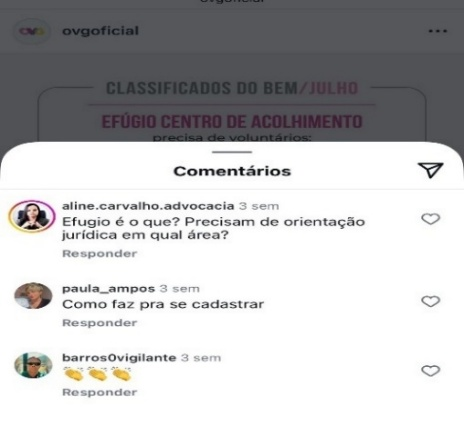 ovgoficial
OVG
ovgoficial
CLASSIFICADOS DO BEM/JULHO
EFÚGIO CENTRO DE ACOLHIMENTO
precisa de voluntários:
Comentários
aline.carvalho.advocacia 3 sem
Efugio é o que? Precisam de orientação
jurídica em qual área?
Responder
paula_ampos 3 sem
Como faz pra se cadastrar
Responder
barros0vigilante 3 sem
👏👏👏
Responder